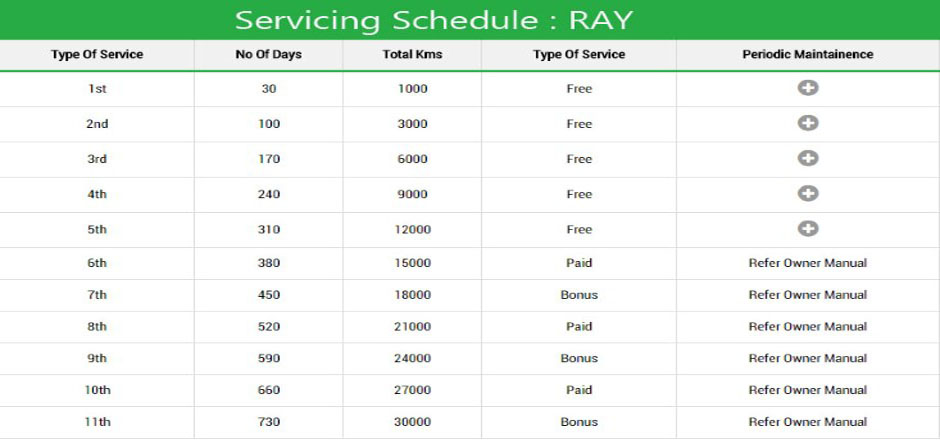 Servicing Schedule : RAY
Type Of Service No Of Days Total Kms Type Of Service Periodic Maintainence
1st 30 1000 Free
2nd 100 3000 Free
3rd 170 6000 Free
4th 240 9000 Free
5th 310 12000 Free
6th 380 15000 Paid Refer Owner Manual
7th 450 18000 Bonus Refer Owner Manual
8th 520 21000 Paid Refer Owner Manual
9th 590 24000 Bonus Refer Owner Manual
10th 660 27000 Paid Refer Owner Manual
11th 730 30000 Bonus Refer Owner Manual